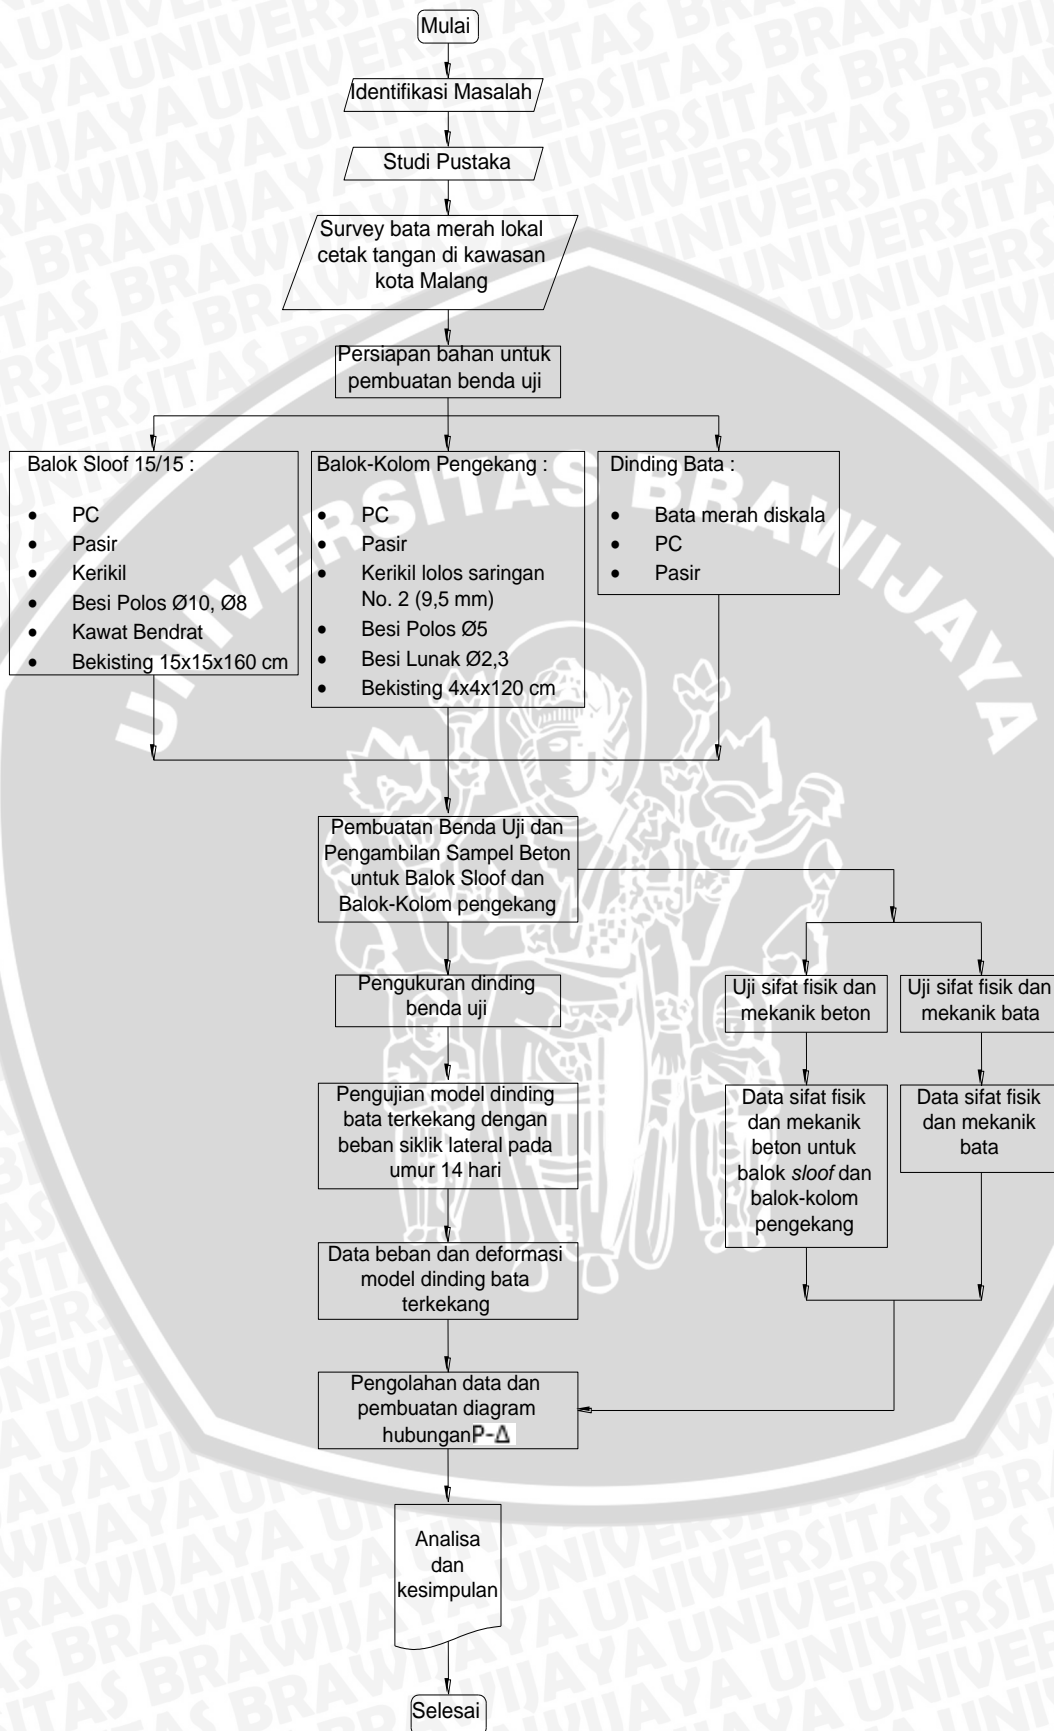 Mulai
Identifikasi Masalah
Studi Pustaka
Survey bata merah lokal
cetak tangan di kawasan
kota Malang
Persiapan bahan untuk
pembuatan benda uji
Balok Sloof 15/15 :
• PC
• Pasir
• Kerikil
• Besi Polos Ø10, Ø8
• Kawat Bendrat
• Bekisting 15x15x160 cm
Balok-Kolom Pengekang :
• PC
• Pasir
• Kerikil lolos saringan
No. 2 (9,5 mm)
• Besi Polos Ø5
• Besi Lunak Ø2,3
• Bekisting 4x4x120 cm
Dinding Bata :
• Bata merah diskala
• PC
• Pasir
UNIVERSITAS BRAWIJAYA
Pembuatan Benda Uji dan
Pengambilan Sampel Beton
untuk Balok Sloof dan
Balok-Kolom pengekang
Pengukuran dinding
benda uji
Uji sifat fisik dan
mekanik beton
Uji sifat fisik dan
mekanik bata
Pengujian model dinding
bata terkekang dengan
beban siklik lateral pada
umur 14 hari
Data sifat fisik
dan mekanik
beton untuk
balok sloof dan
balok-kolom
pengekang
Data sifat fisik
dan mekanik
bata
Data beban dan deformasi
model dinding bata
terkekang
Pengolahan data dan
pembuatan diagram
hubungan P-Δ
Analisa
dan
kesimpulan
Selesai